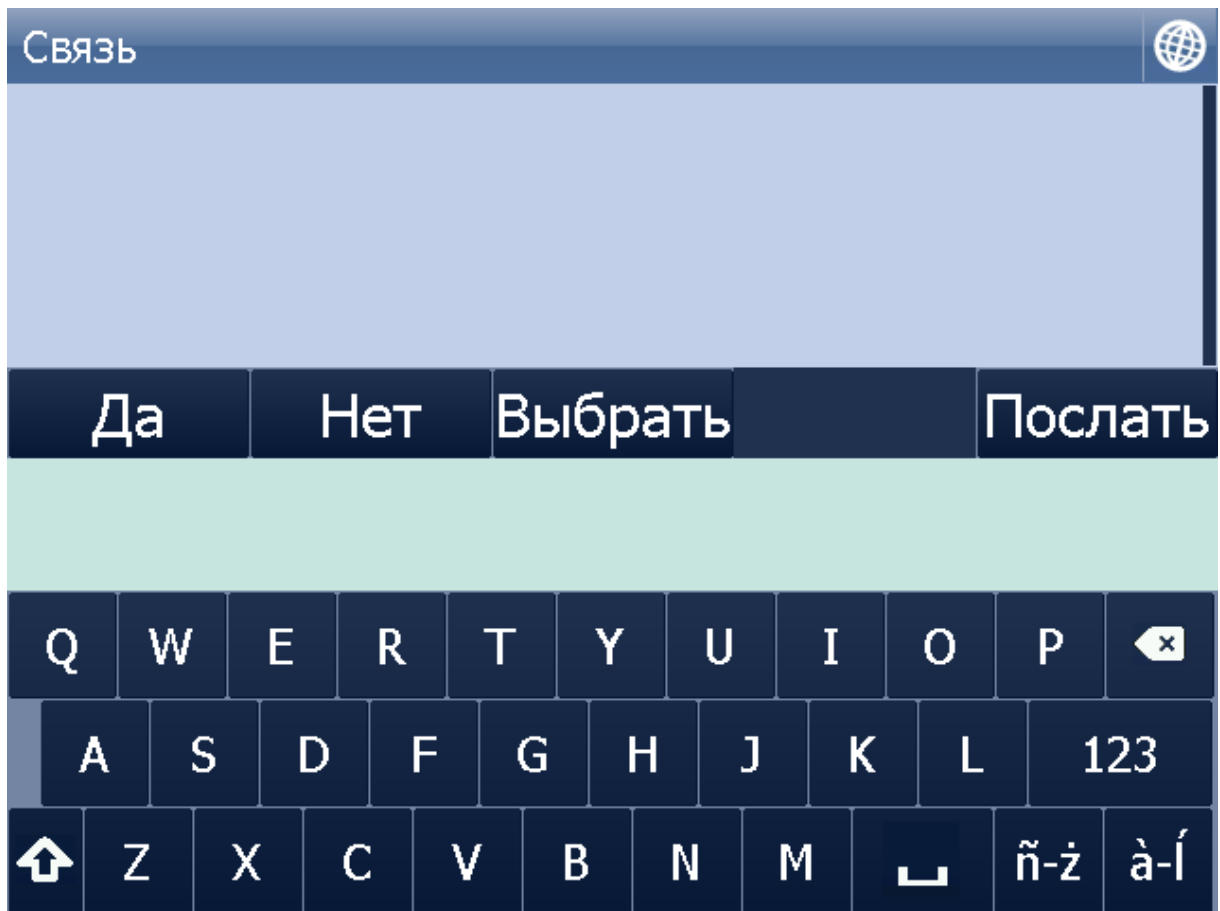 Связь
Да Нет Выбрать Послать
Q W E R T Y U I O P
A S D F G H J K L 123
Z X C V B N M ñ-ż à-Í